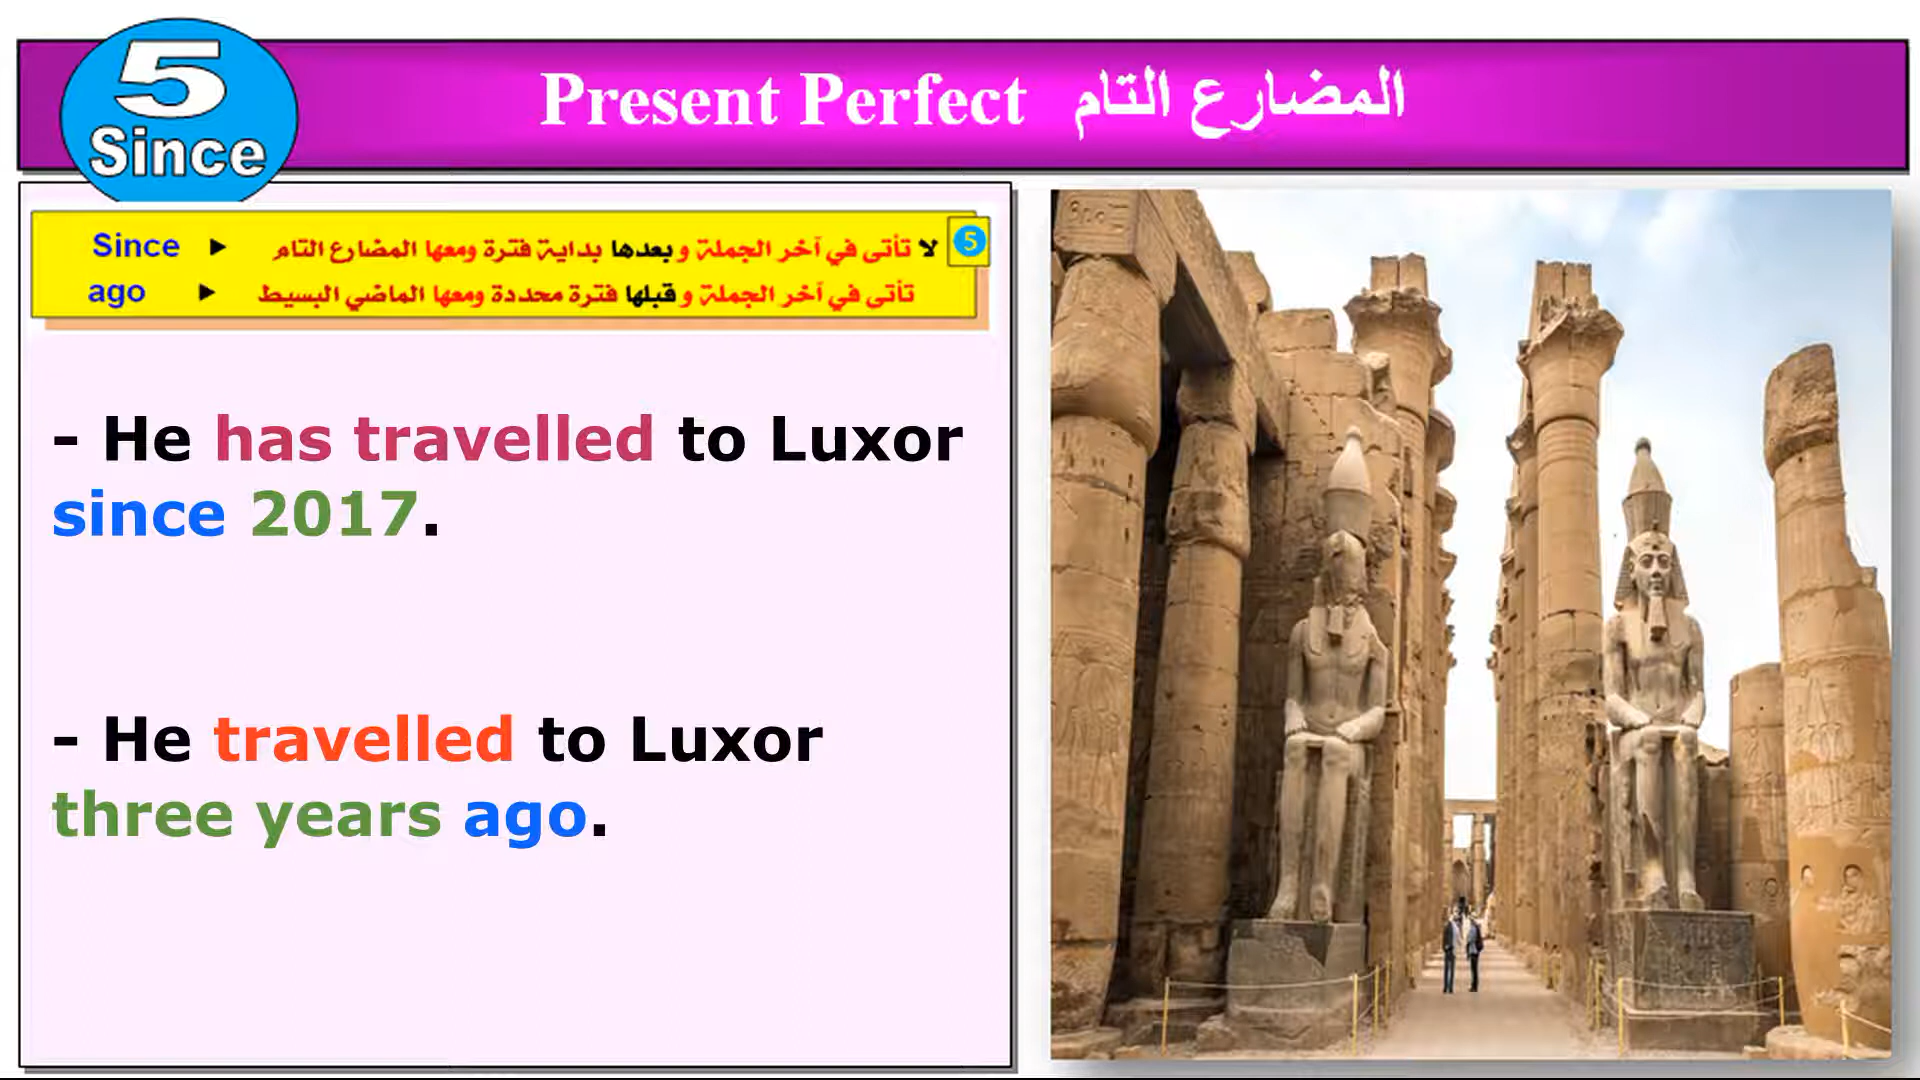 5
Since
Present Perfect المضارع التام
5
Since ► لا تأتى في آخر الجملة و بعدها بداية فترة ومعها المضارع التام
ago ► تأتى في آخر الجملة و قبلها فترة محددة ومعها الماضي البسيط
- He has travelled to Luxor
since 2017.
- He travelled to Luxor
three years ago.